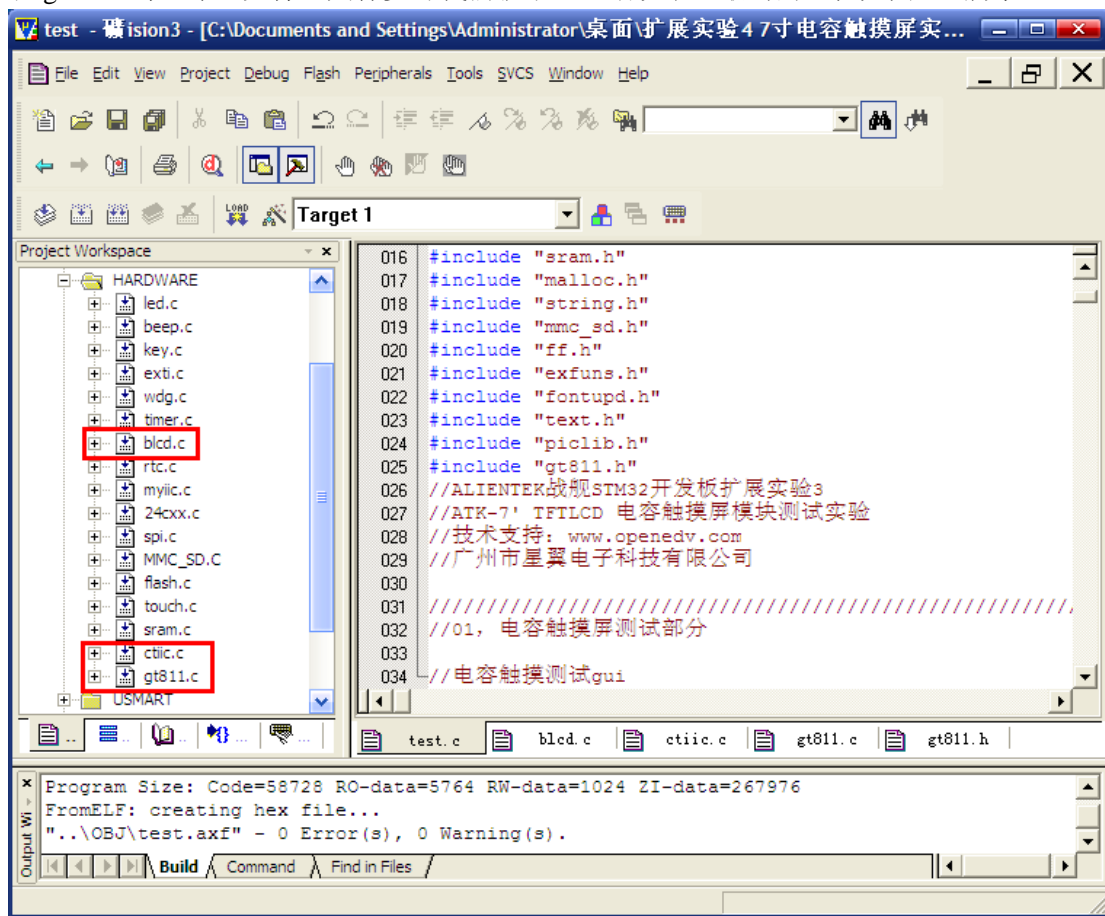 test - 礦ision3 - [C:\Documents and Settings\Administrator\桌面\扩展实验4 7寸电容触摸屏实...
File Edit View Project Debug Flash Peripherals Tools SVCS Window Help
LOAD
Target 1
Project Workspace
HARDWARE
led.c
beep.c
key.c
exti.c
wdg.c
timer.c
blcd.c
rtc.c
myiic.c
24cxx.c
spi.c
MMC_SD.C
flash.c
touch.c
sram.c
ctiic.c
gt811.c
USMART
016 #include "sram.h"
017 #include "malloc.h"
018 #include "string.h"
019 #include "mmc_sd.h"
020 #include "ff.h"
021 #include "exfuns.h"
022 #include "fontupd.h"
023 #include "text.h"
024 #include "piclib.h"
025 #include "gt811.h"
026 //ALIENTEK战舰STM32开发板扩展实验3
027 //ATK-7' TFTLCD 电容触摸屏模块测试实验
028 //技术支持：www.openedv.com
029 //广州市星翼电子科技有限公司
030
031 ////////////////////////////////////////////////////////
032 //01，电容触摸屏测试部分
033
034 //电容触摸测试gui
test.c blcd.c ctiic.c gt811.c gt811.h
Program Size: Code=58728 RO-data=5764 RW-data=1024 ZI-data=267976
FromELF: creating hex file...
"..\OBJ\test.axf" - 0 Error(s), 0 Warning(s).
Output Wi
Build Command Find in Files